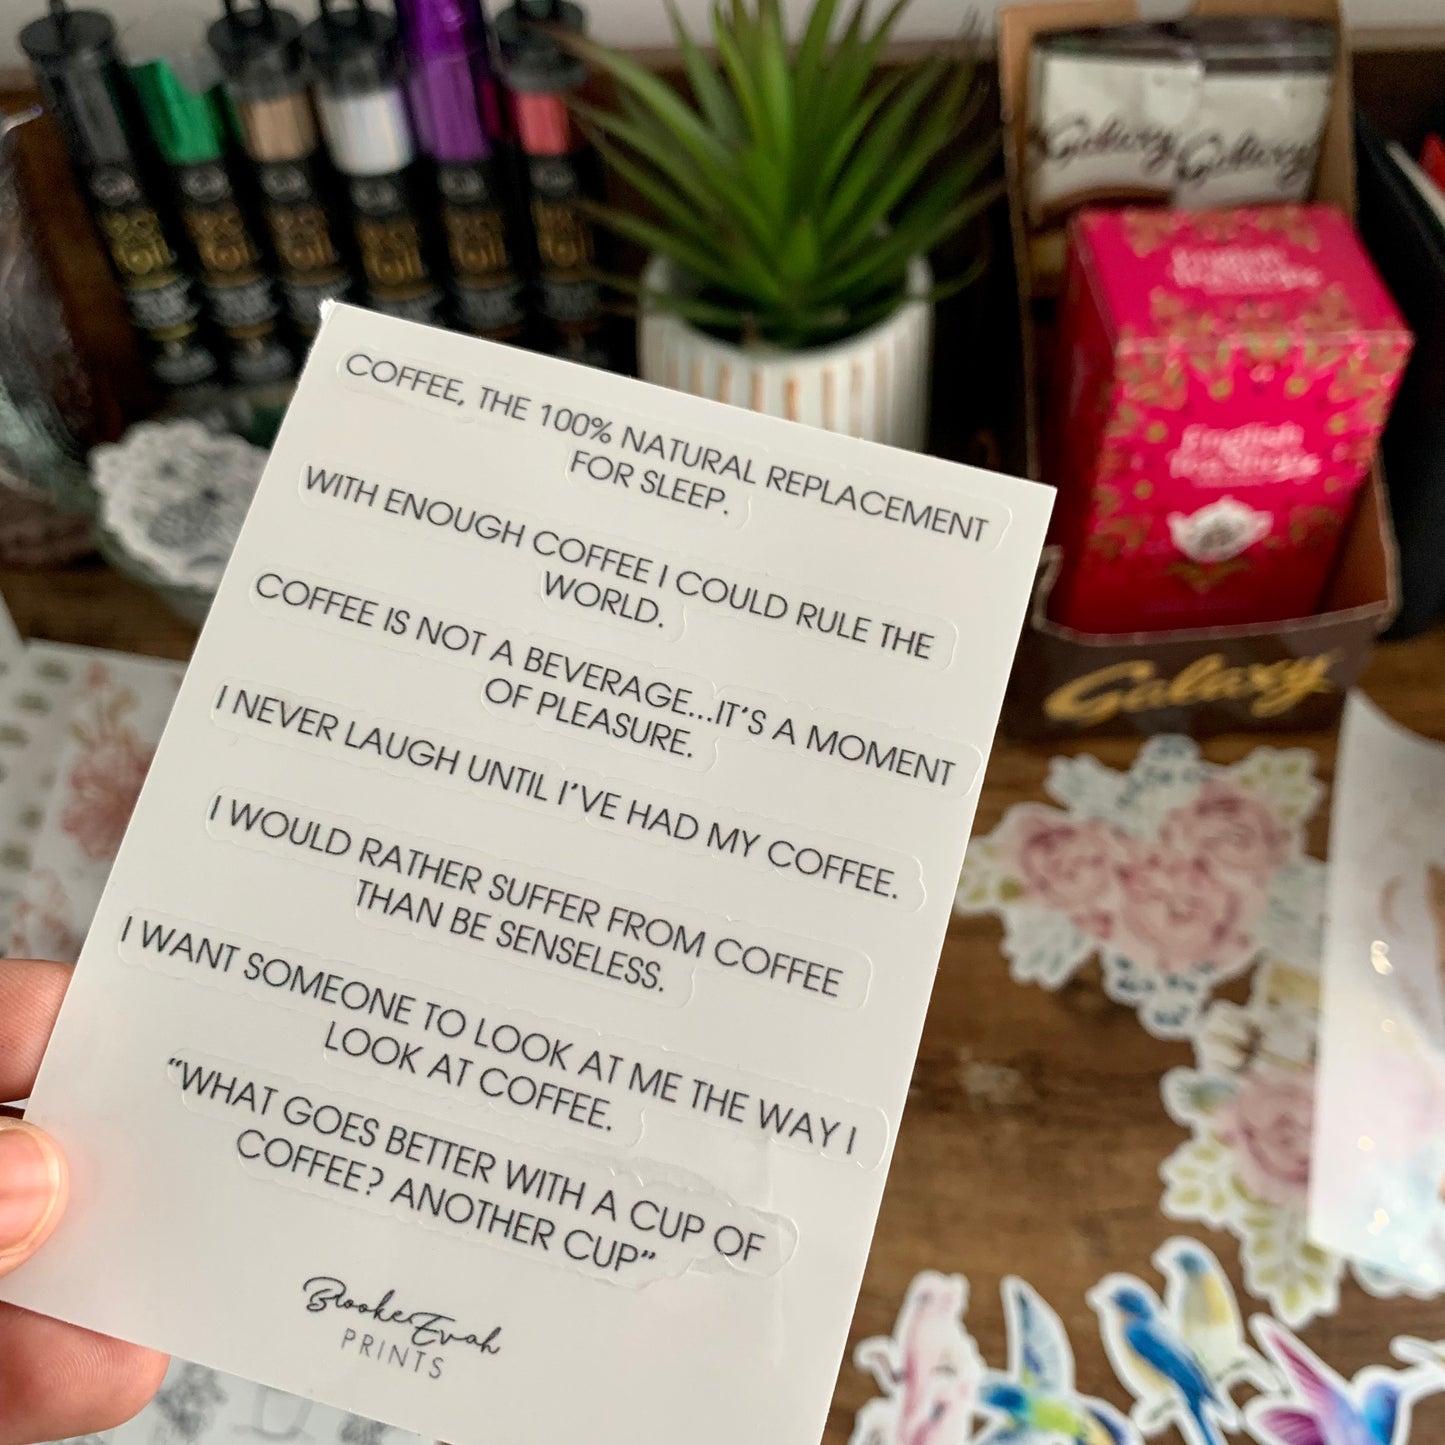 COFFEE, THE 100% NATURAL REPLACEMENT
FOR SLEEP.
WITH ENOUGH COFFEE I COULD RULE THE
WORLD.
COFFEE IS NOT A BEVERAGE...IT'S A MOMENT
OF PLEASURE.
I NEVER LAUGH UNTIL I'VE HAD MY COFFEE.
I WOULD RATHER SUFFER FROM COFFEE
THAN BE SENSELESS.
I WANT SOMEONE TO LOOK AT ME THE WAY I
LOOK AT COFFEE.
“WHAT GOES BETTER WITH A CUP OF
COFFEE? ANOTHER CUP”
BrookeEvah
PRINTS
Galaxy
Galaxy
English
English
Galaxy